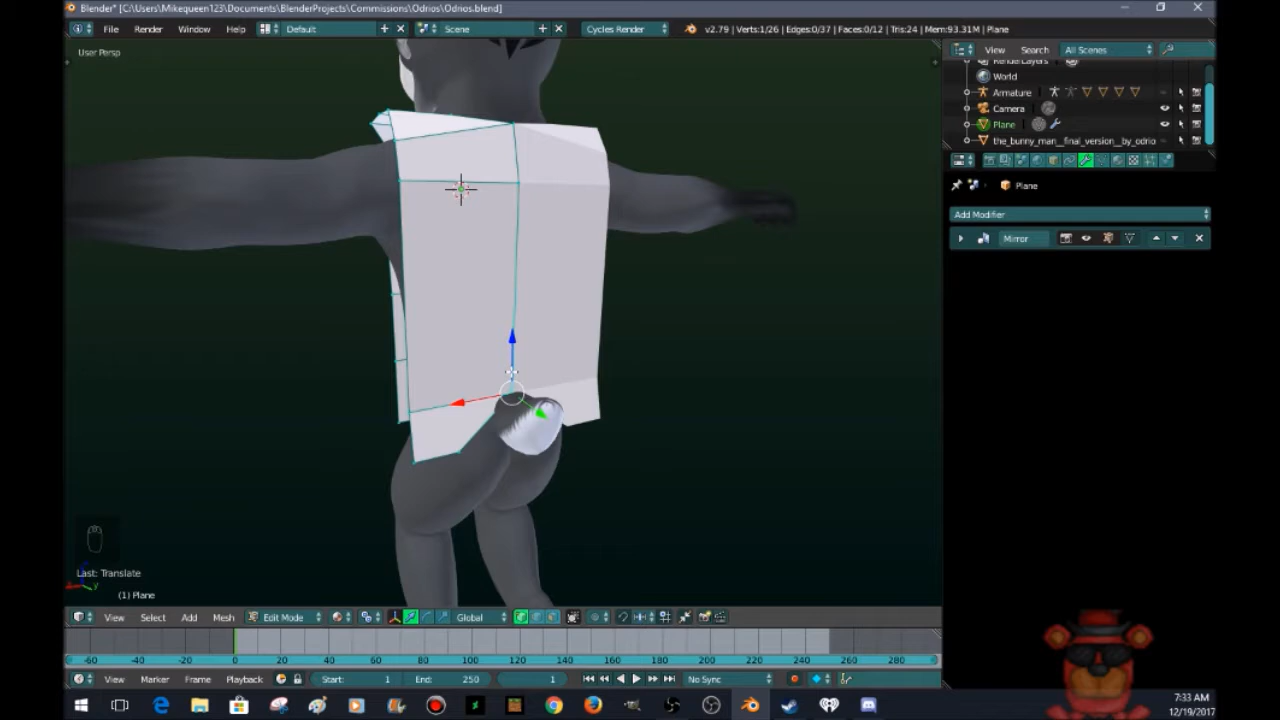 Blender* [C:\Users\Mikequeen123\Documents\BlenderProjects\Commissions\Odrios\Odrios.blend]
File Render Window Help Default Scene Cycles Render v2.79 | Verts:1/26 | Edges:0/37 | Faces:0/12 | Tris:24 | Mem:93.31M | Plane
View Search All Scenes
User Persp
RenderLayers
World
Armature
Camera
Plane
the_bunny_man__final_version__by_odrio
Plane
Add Modifier
Mirror
Last: Translate
(1) Plane
View Select Add Mesh Edit Mode Global
-60 -40 -20 0 20 40 60 80 100 120 140 160 180 200 220 240 260 280
View Marker Frame Playback Start: 1 End: 250 1 No Sync
7:33 AM
12/19/2017